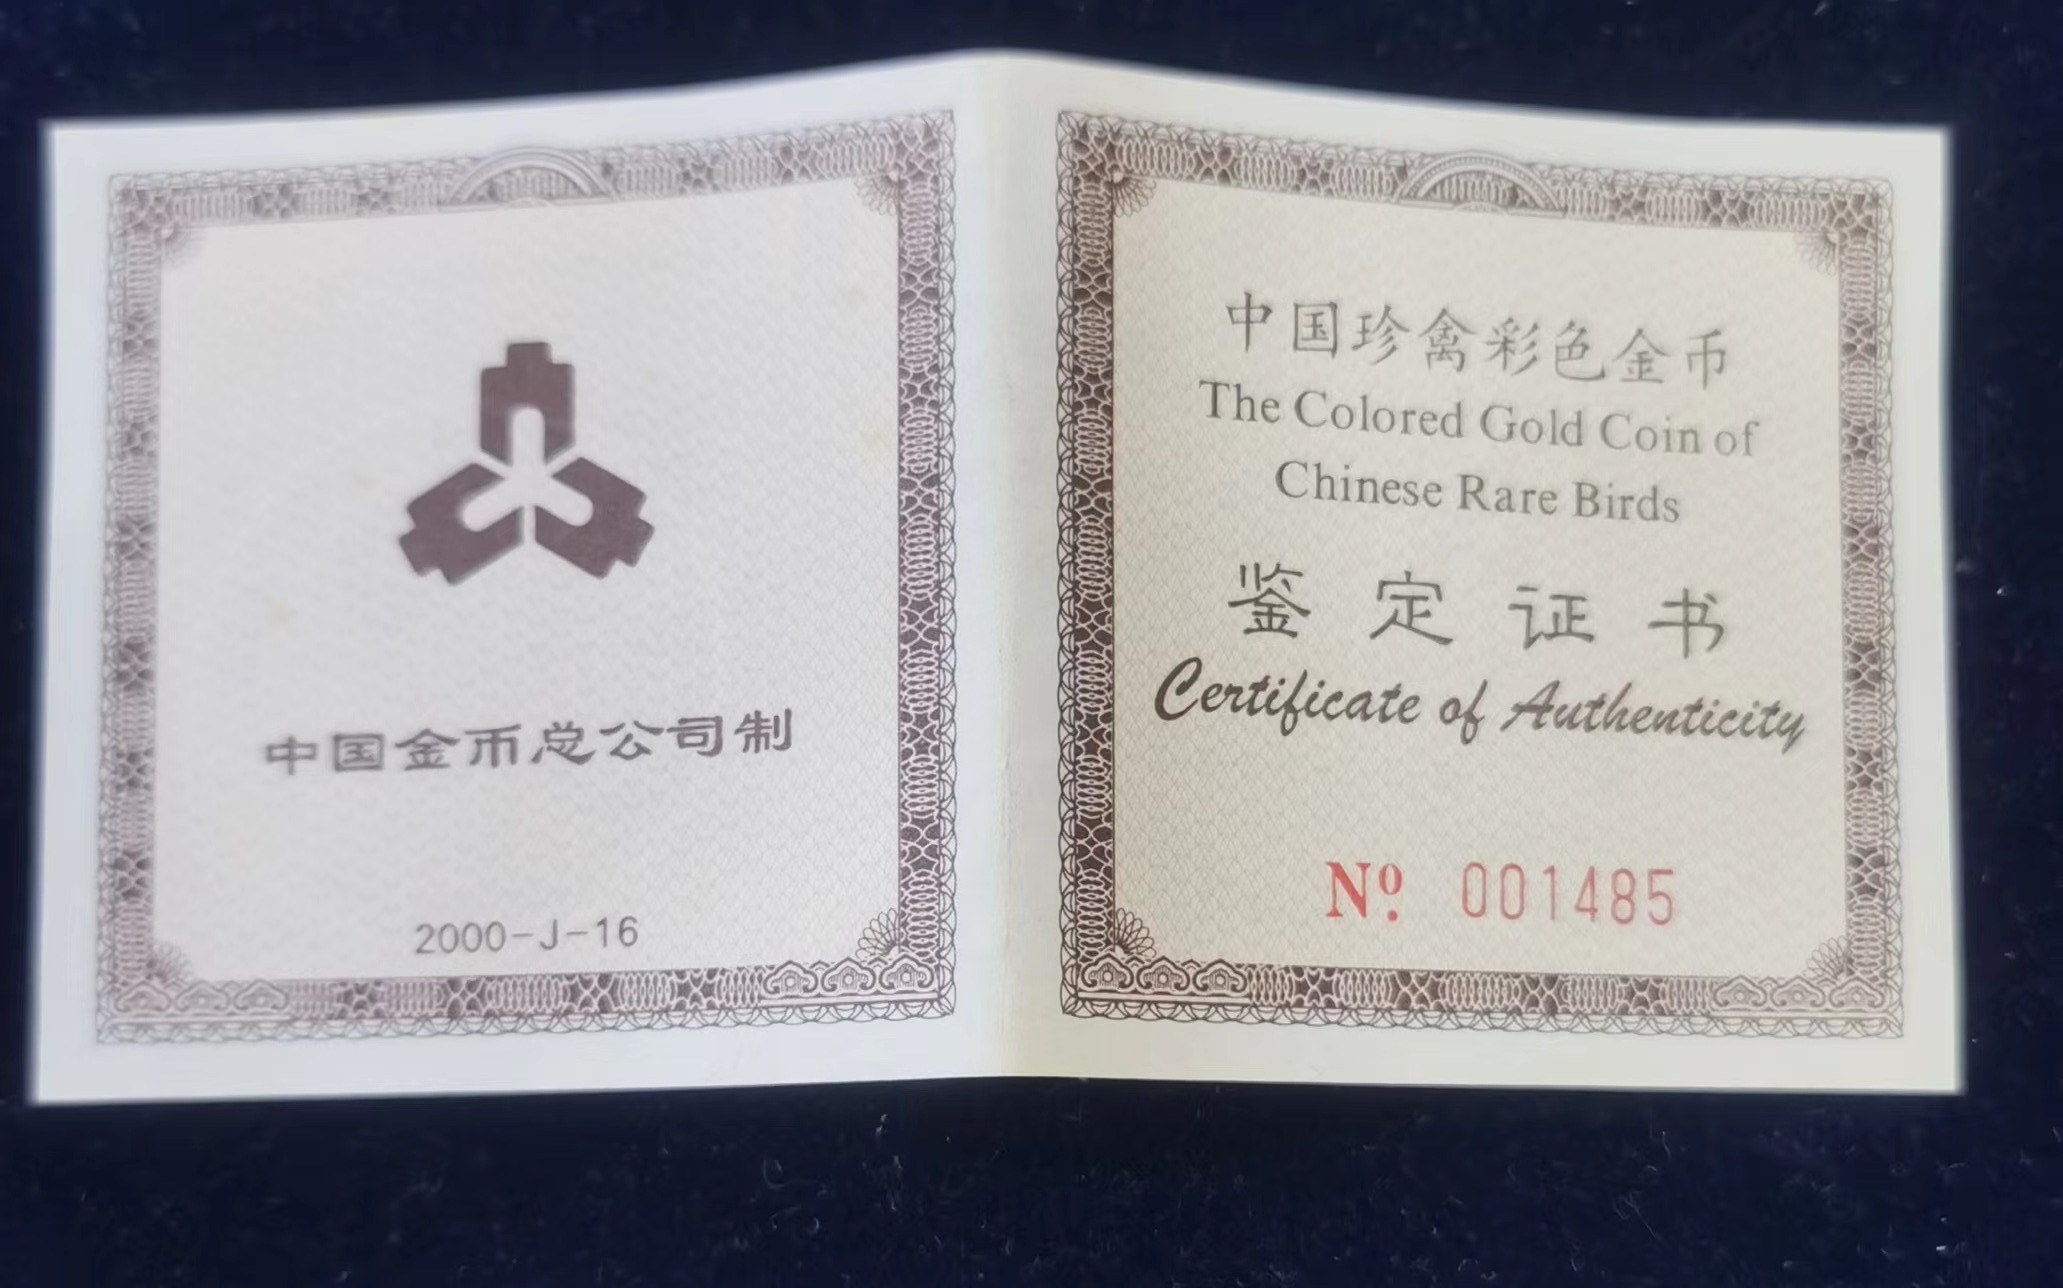 中国金币总公司制
2000-J-16
中国珍禽彩色金币
The Colored Gold Coin of
Chinese Rare Birds
鉴定证书
Certificate of Authenticity
Nº. 001485